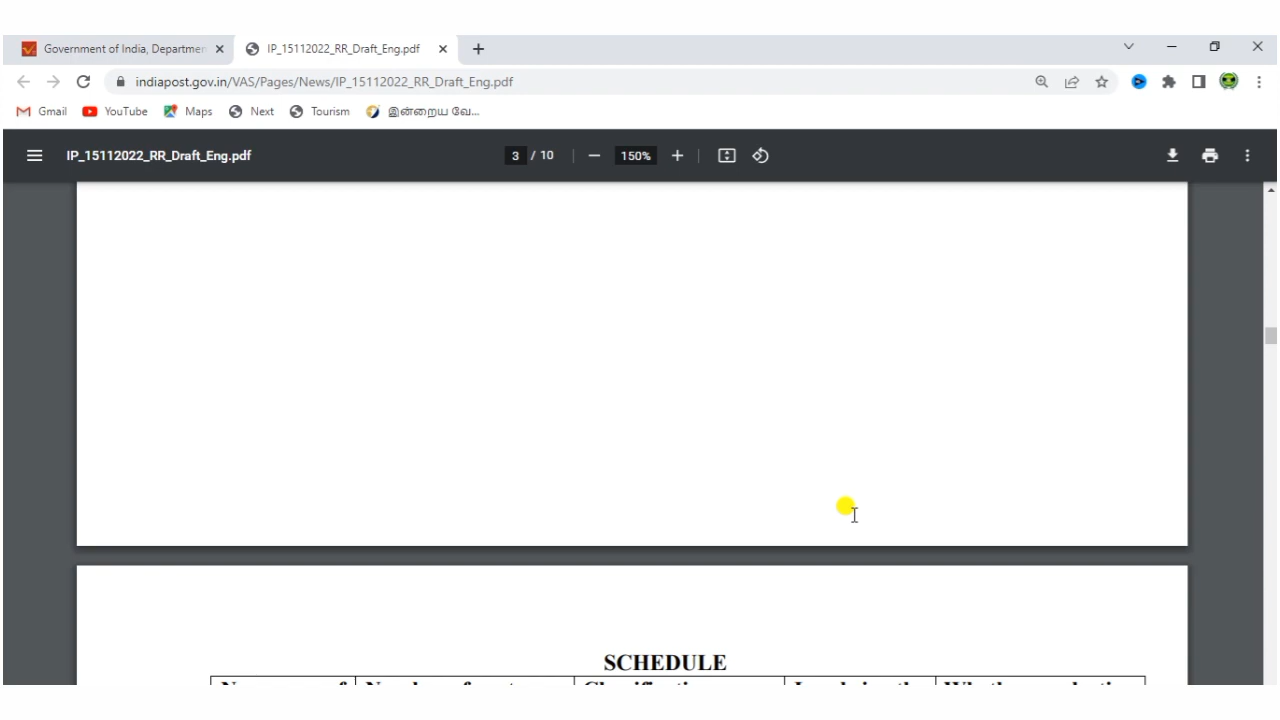 Government of India, Departmen
IP_15112022_RR_Draft_Eng.pdf
indiapost.gov.in/VAS/Pages/News/IP_15112022_RR_Draft_Eng.pdf
Gmail YouTube Maps Next Tourism இன்றைய வே...
IP_15112022_RR_Draft_Eng.pdf 3 / 10 150%
SCHEDULE